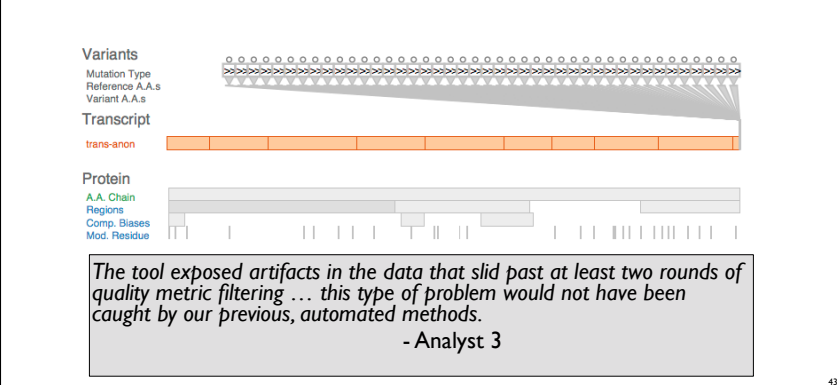 Variants
Mutation Type
Reference A.A.s
Variant A.A.s
Transcript
trans-anon
Protein
A.A. Chain
Regions
Comp. Biases
Mod. Residue
The tool exposed artifacts in the data that slid past at least two rounds of
quality metric filtering … this type of problem would not have been
caught by our previous, automated methods.
- Analyst 3
43